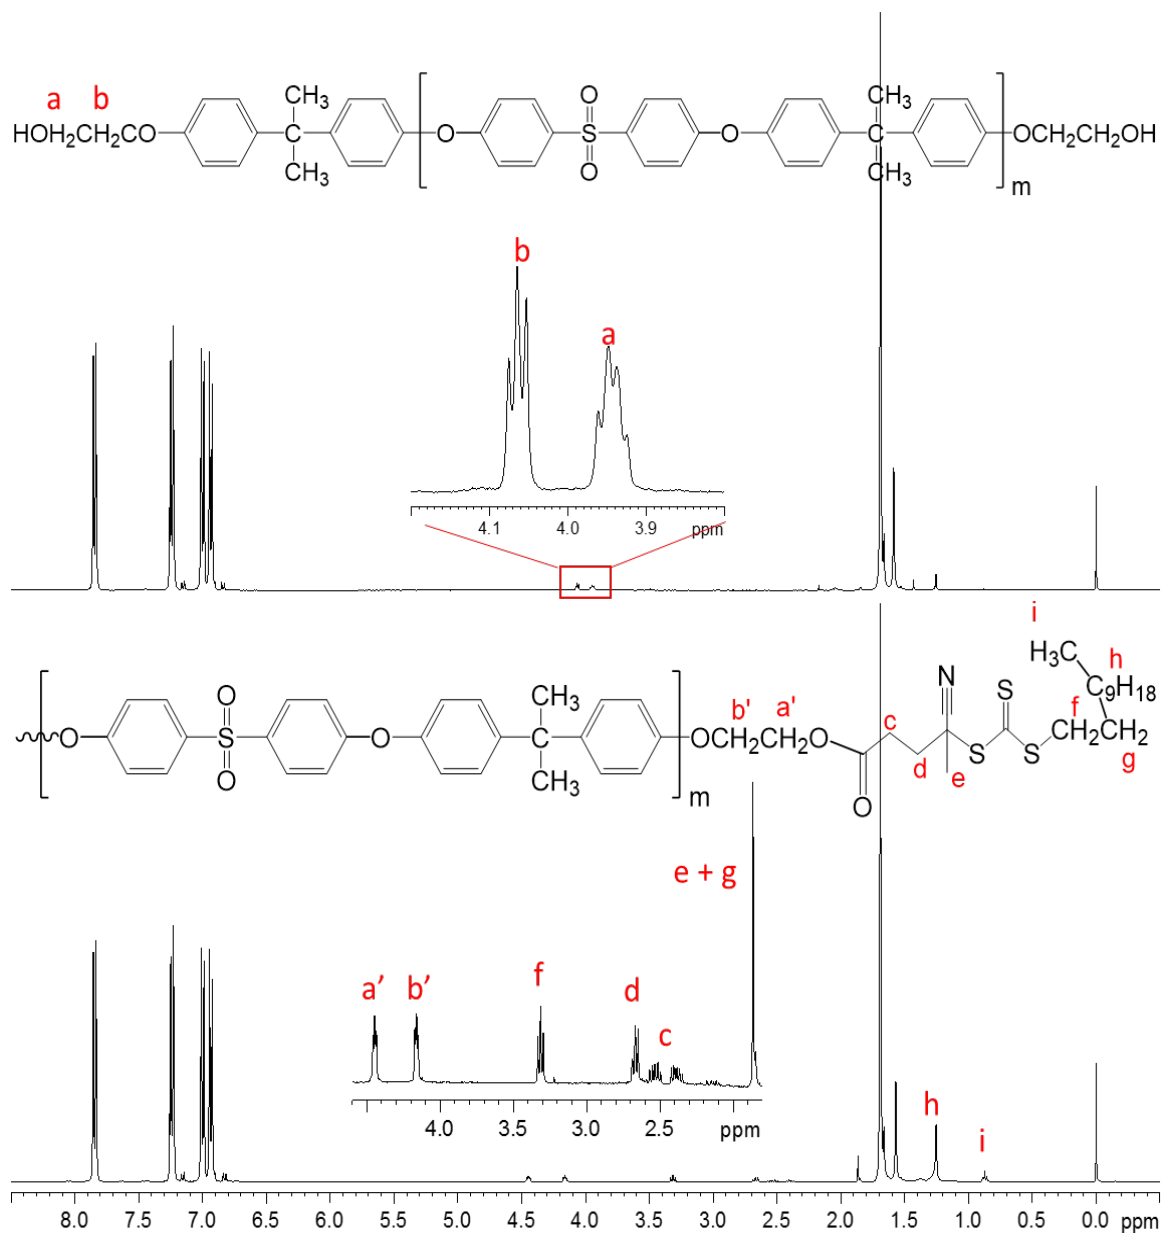 a b
HOH₂CH₂CO
CH₃
C
CH₃
O
O
S
O
O
CH₃
C
CH₃
OCH₂CH₂OH
m
b
a
4.1 4.0 3.9 ppm
i
H₃C
h
C₉H₁₈
N
S
b' a'
f
CH₂
O
O
S
O
O
CH₃
C
CH₃
O
O
c
d
e
S
S
g
O
m
e + g
a’ b’ f d c
4.0 3.5 3.0 2.5 ppm
h
i
8.0 7.5 7.0 6.5 6.0 5.5 5.0 4.5 4.0 3.5 3.0 2.5 2.0 1.5 1.0 0.5 0.0 ppm